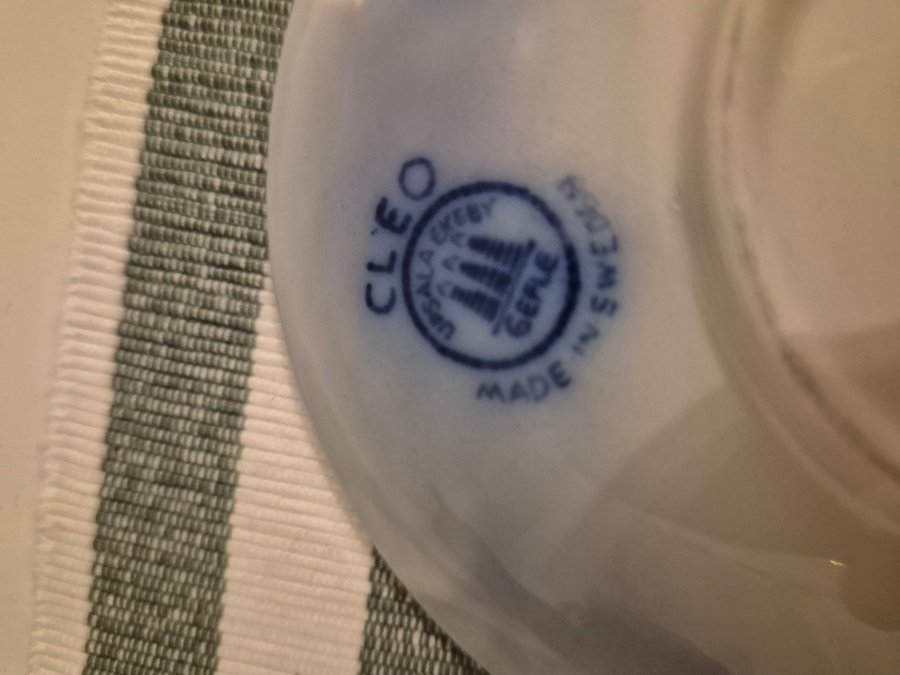 CLEO
UPSALA EKEBY
GEFLE
MADE IN SWEDEN